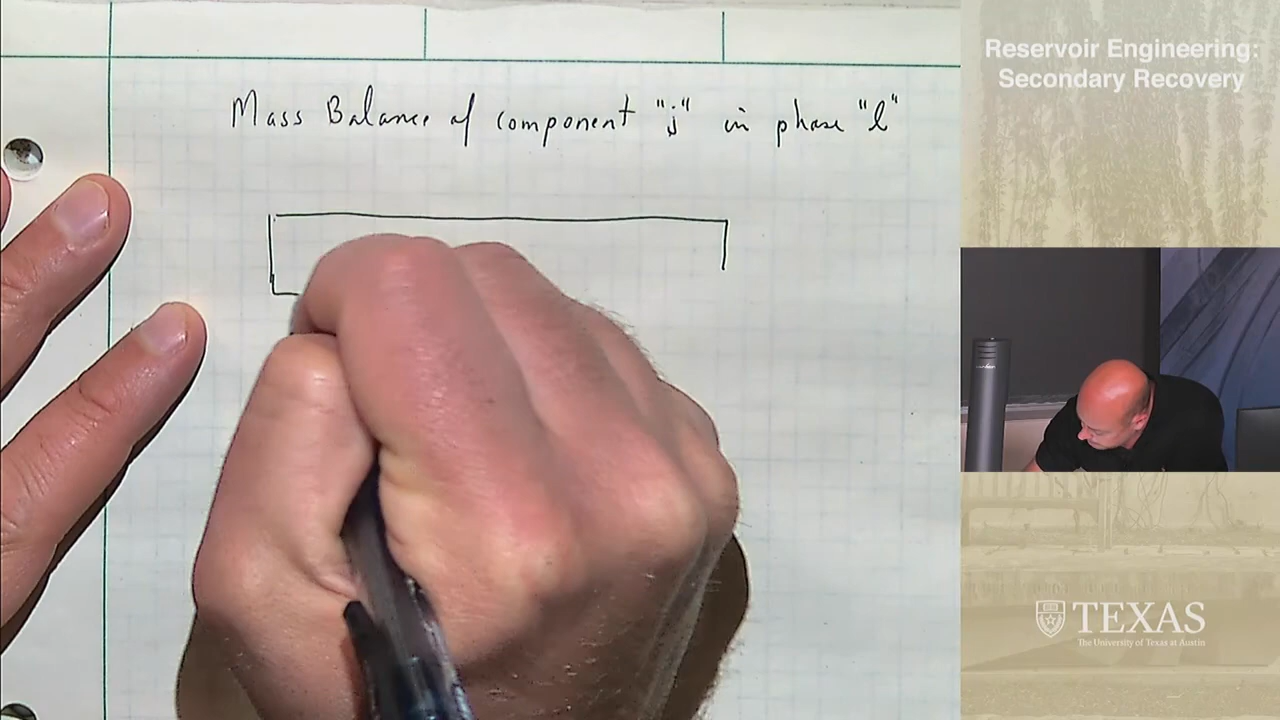 Mass Balance of component "j" in phase "l"
Reservoir Engineering:
Secondary Recovery
TEXAS
The University of Texas at Austin